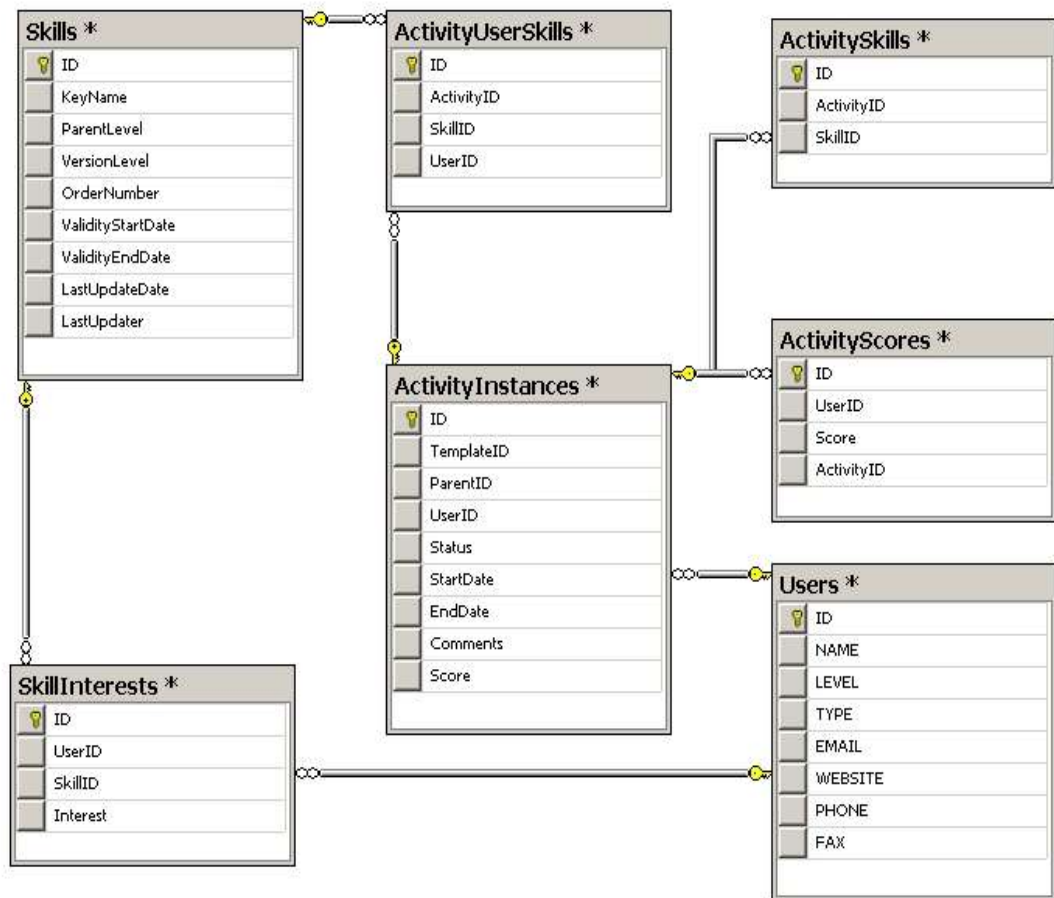 Skills *
ID
KeyName
ParentLevel
VersionLevel
OrderNumber
ValidityStartDate
ValidityEndDate
LastUpdateDate
LastUpdater
ActivityUserSkills *
ID
ActivityID
SkillID
UserID
ActivitySkills *
ID
ActivityID
SkillID
ActivityInstances *
ID
TemplateID
ParentID
UserID
Status
StartDate
EndDate
Comments
Score
ActivityScores *
ID
UserID
Score
ActivityID
SkillInterests *
ID
UserID
SkillID
Interest
Users *
ID
NAME
LEVEL
TYPE
EMAIL
WEBSITE
PHONE
FAX